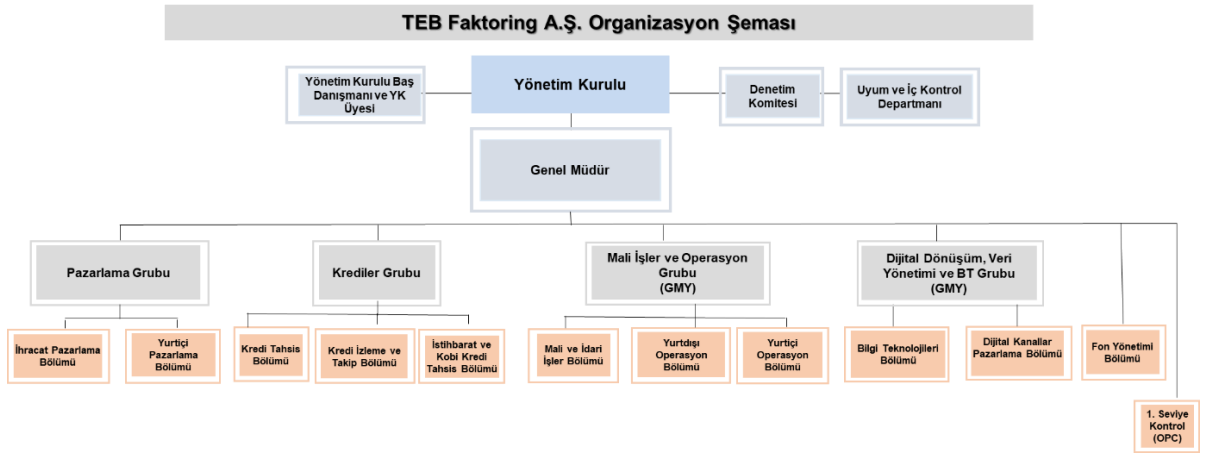 TEB Faktoring A.Ş. Organizasyon Şeması
Yönetim Kurulu Baş
Danışmanı ve YK
Üyesi
Yönetim Kurulu
Denetim
Komitesi
Uyum ve İç Kontrol
Departmanı
Genel Müdür
Pazarlama Grubu
Krediler Grubu
Mali İşler ve Operasyon
Grubu
(GMY)
Dijital Dönüşüm, Veri
Yönetimi ve BT Grubu
(GMY)
İhracat Pazarlama
Bölümü
Yurtiçi
Pazarlama
Bölümü
Kredi Tahsis
Bölümü
Kredi İzleme ve
Takip Bölümü
İstihbarat ve
Kobi Kredi
Tahsis Bölümü
Mali ve İdari
İşler Bölümü
Yurtdışı
Operasyon
Bölümü
Yurtiçi
Operasyon
Bölümü
Bilgi Teknolojileri
Bölümü
Dijital Kanallar
Pazarlama Bölümü
Fon Yönetimi
Bölümü
1. Seviye
Kontrol
(OPC)